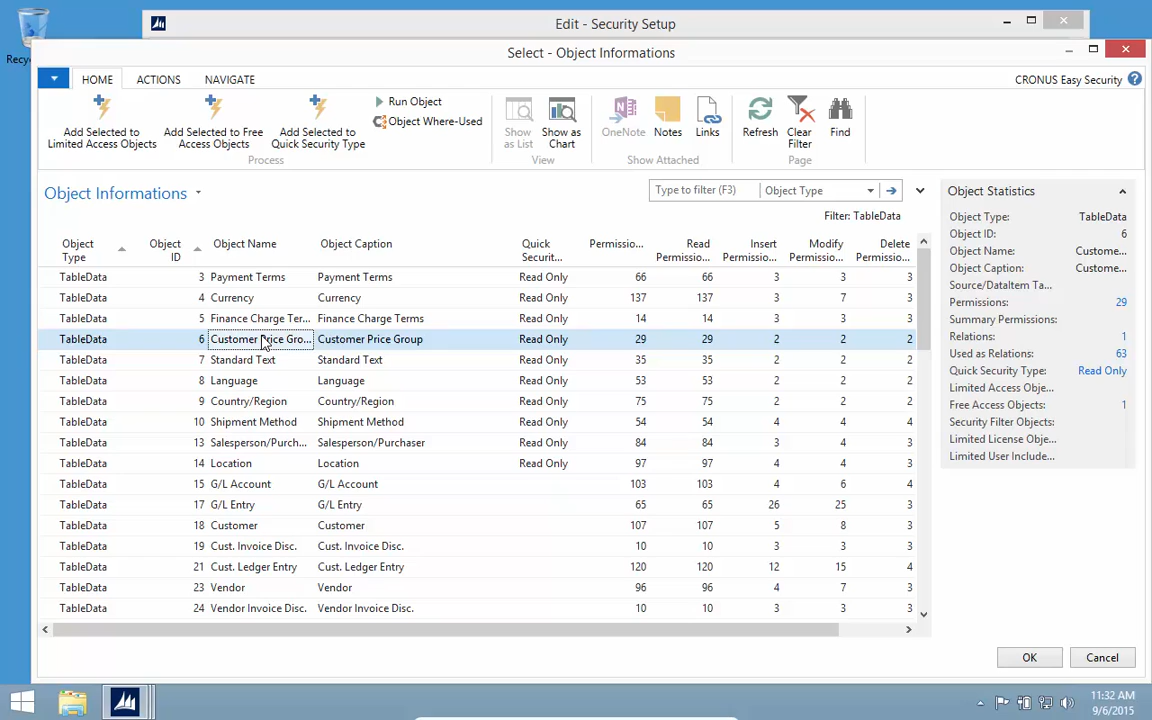 Recyc
Edit - Security Setup
Select - Object Informations
HOME ACTIONS NAVIGATE CRONUS Easy Security
Add Selected to Limited Access Objects
Add Selected to Free Access Objects
Add Selected to Quick Security Type
Run Object
Object Where-Used
Process
Show as List
Show as Chart
View
OneNote
Notes
Links
Show Attached
Refresh
Clear Filter
Find
Page
Object Informations
Type to filter (F3) Object Type
Filter: TableData
Object Type Object ID Object Name Object Caption Quick Securit... Permissio... Read Permissio... Insert Permissio... Modify Permissio... Delete Permissio...
TableData 3 Payment Terms Payment Terms Read Only 66 66 3 3 3
TableData 4 Currency Currency Read Only 137 137 3 7 3
TableData 5 Finance Charge Ter... Finance Charge Terms Read Only 14 14 3 3 3
TableData 6 Customer Price Gro... Customer Price Group Read Only 29 29 2 2 2
TableData 7 Standard Text Standard Text Read Only 35 35 2 2 2
TableData 8 Language Language Read Only 53 53 2 2 2
TableData 9 Country/Region Country/Region Read Only 75 75 2 2 2
TableData 10 Shipment Method Shipment Method Read Only 54 54 4 4 3
TableData 13 Salesperson/Purch... Salesperson/Purchaser Read Only 84 84 3 4 3
TableData 14 Location Location Read Only 97 97 4 4 3
TableData 15 G/L Account G/L Account 103 103 4 6 4
TableData 17 G/L Entry G/L Entry 65 65 26 25 3
TableData 18 Customer Customer 107 107 5 8 3
TableData 19 Cust. Invoice Disc. Cust. Invoice Disc. 10 10 3 3 3
TableData 21 Cust. Ledger Entry Cust. Ledger Entry 120 120 12 15 4
TableData 23 Vendor Vendor 96 96 4 7 3
TableData 24 Vendor Invoice Disc. Vendor Invoice Disc. 10 10 3 3 3
Object Statistics
Object Type: TableData
Object ID: 6
Object Name: Custome...
Object Caption: Custome...
Source/DataItem Ta...
Permissions: 29
Summary Permissions:
Relations: 1
Used as Relations: 63
Quick Security Type: Read Only
Limited Access Obje...
Free Access Objects: 1
Security Filter Objects:
Limited License Obje...
Limited User Include...
OK Cancel
11:32 AM
9/6/2015